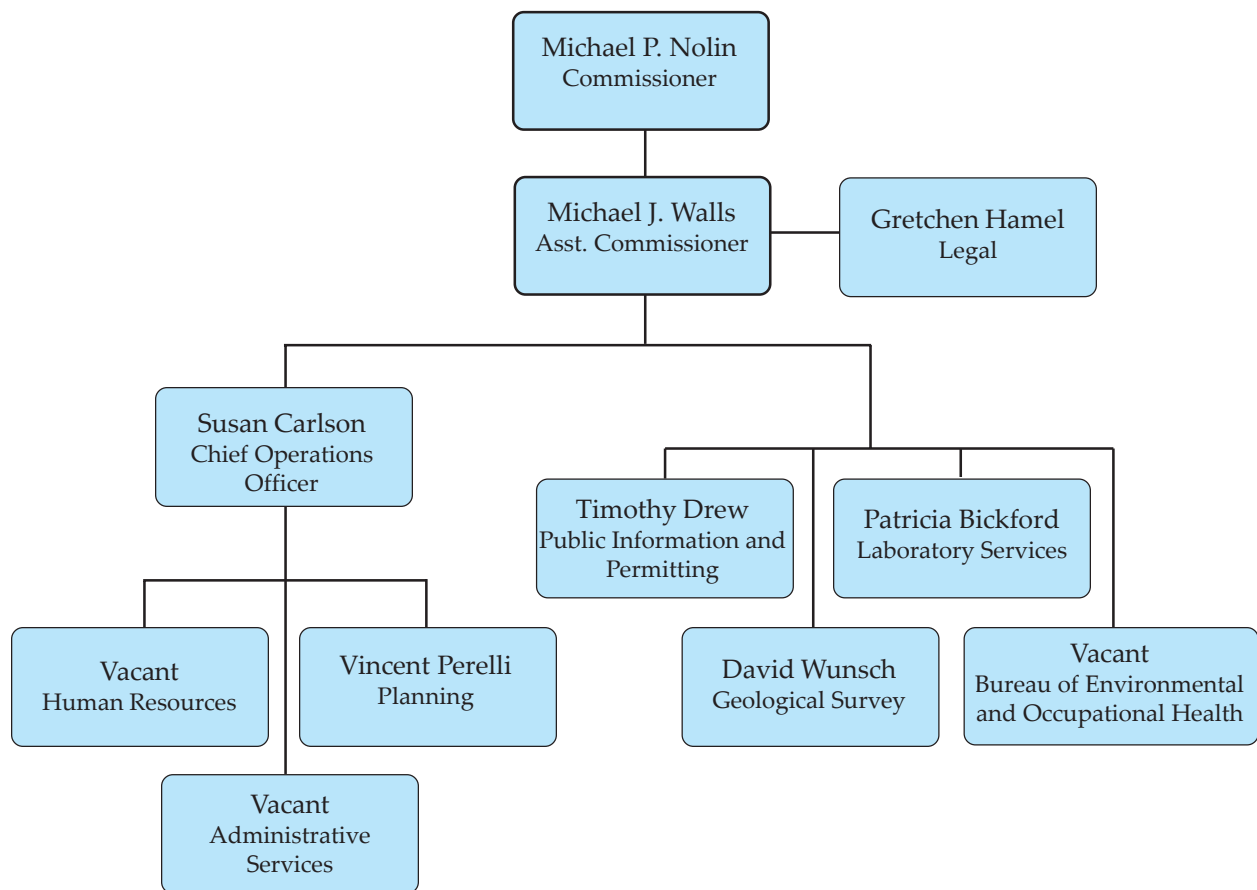 Michael P. Nolin
Commissioner
Michael J. Walls
Asst. Commissioner
Gretchen Hamel
Legal
Susan Carlson
Chief Operations
Officer
Timothy Drew
Public Information and
Permitting
Patricia Bickford
Laboratory Services
Vacant
Human Resources
Vincent Perelli
Planning
David Wunsch
Geological Survey
Vacant
Bureau of Environmental
and Occupational Health
Vacant
Administrative
Services